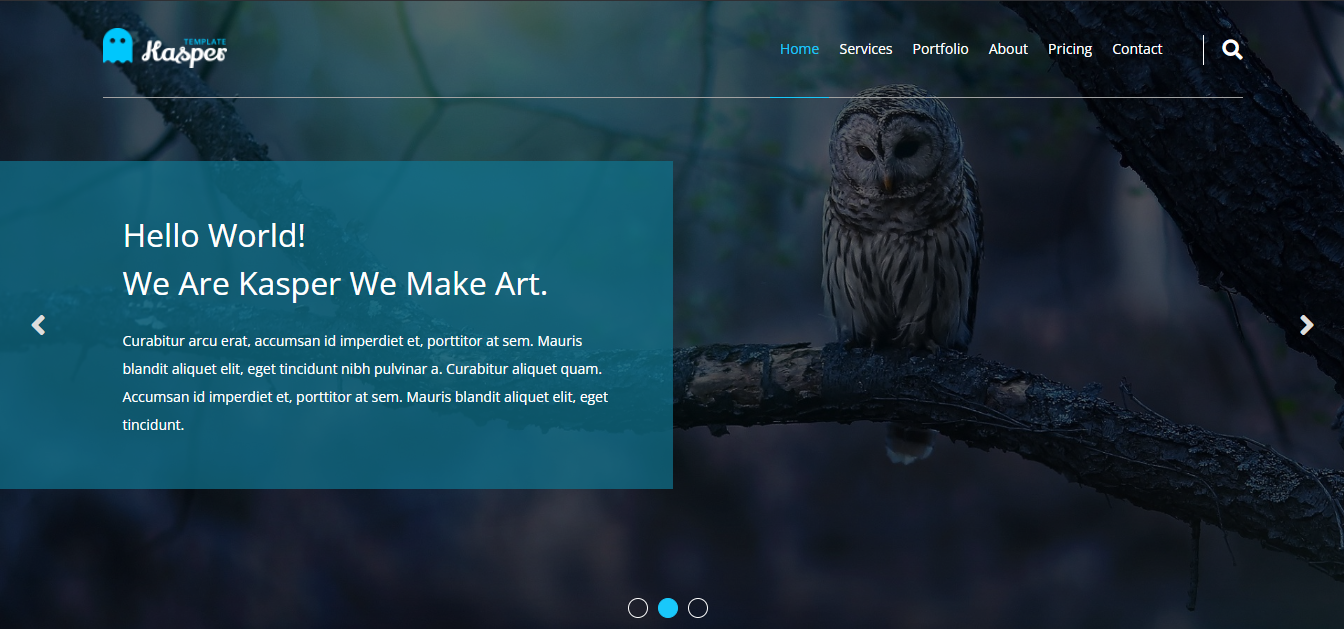 TEMPLATE
Kasper
Home Services Portfolio About Pricing Contact
Hello World!
We Are Kasper We Make Art.
Curabitur arcu erat, accumsan id imperdiet et, porttitor at sem. Mauris
blandit aliquet elit, eget tincidunt nibh pulvinar a. Curabitur aliquet quam.
Accumsan id imperdiet et, porttitor at sem. Mauris blandit aliquet elit, eget
tincidunt.